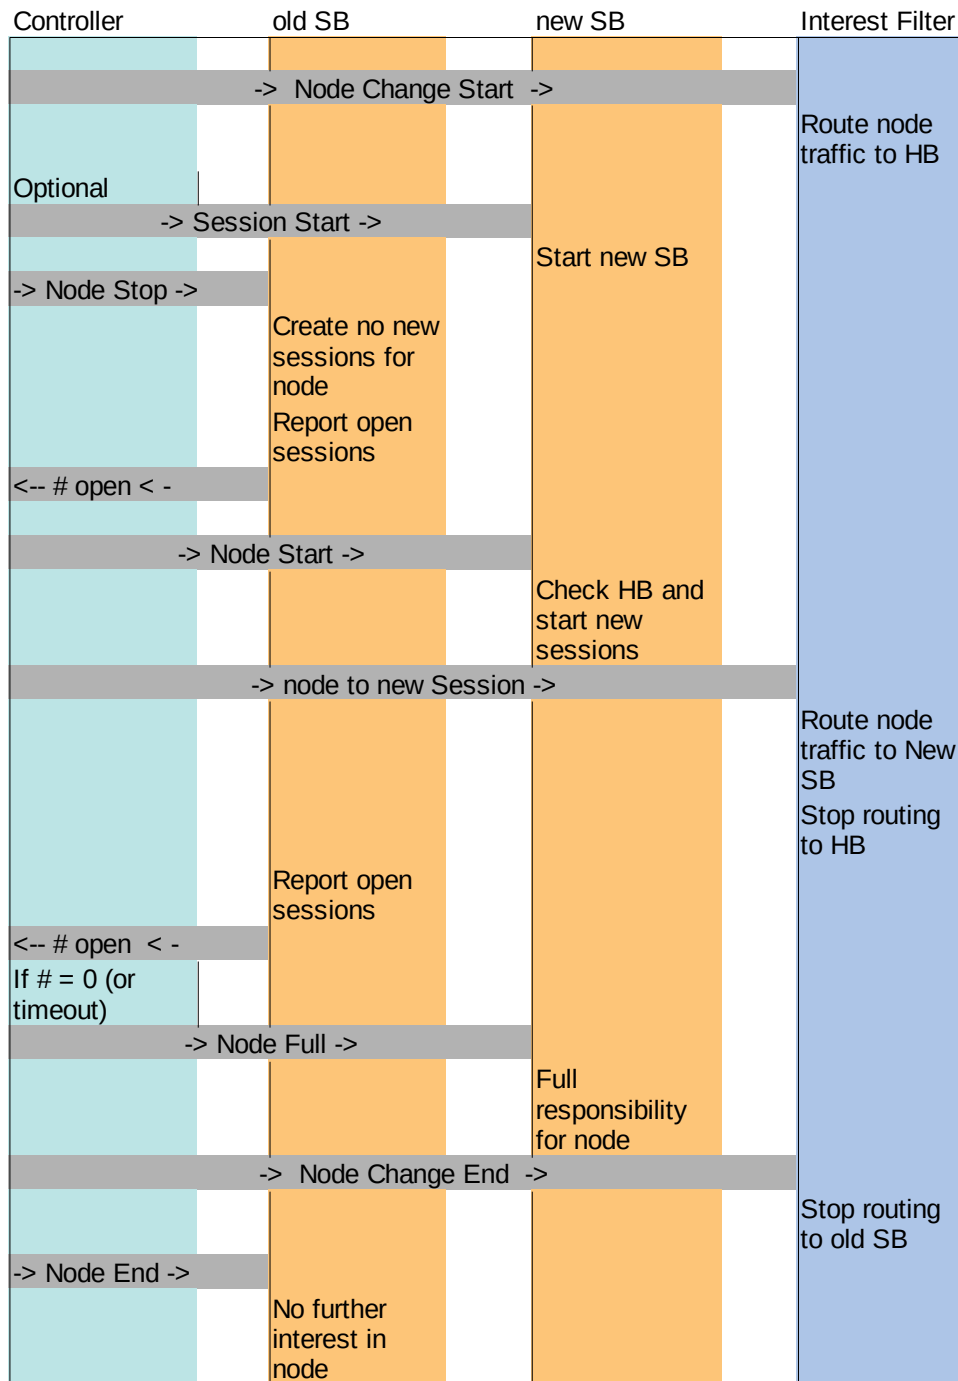 Controller old SB new SB Interest Filter
-> Node Change Start ->
Route node
traffic to HB
Optional
-> Session Start ->
Start new SB
-> Node Stop ->
Create no new
sessions for
node
Report open
sessions
<-- # open < -
-> Node Start ->
Check HB and
start new
sessions
-> node to new Session ->
Route node
traffic to New
SB
Stop routing
to HB
Report open
sessions
<-- # open < -
If # = 0 (or
timeout)
-> Node Full ->
Full
responsibility
for node
-> Node Change End ->
Stop routing
to old SB
-> Node End ->
No further
interest in
node